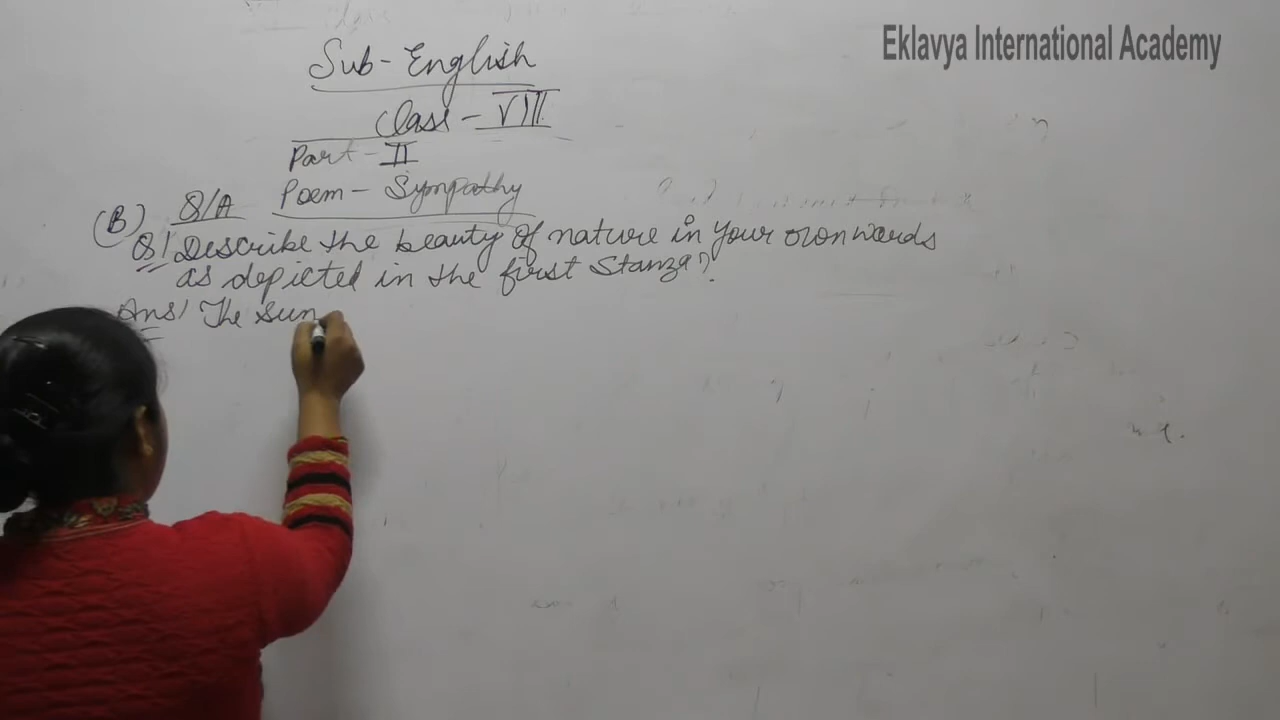 Eklavya International Academy
Sub- English
Class - VIII
Part - II
Poem - Sympathy
(B) Q/A
Q1 Describe the beauty of nature in your own words
as depicted in the first Stanza?
Ans/ The Sun